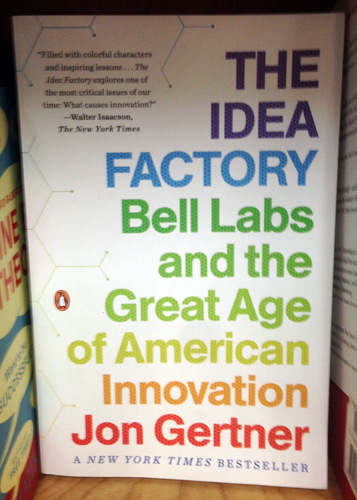 "Filled with colorful characters
and inspiring lessons . . . The
Idea Factory explores one of
the most critical issues of our
time: What causes innovation?"
—Walter Isaacson,
The New York Times
THE
IDEA
FACTORY
Bell Labs
and the
Great Age
of American
Innovation
Jon Gertner
A NEW YORK TIMES BESTSELLER